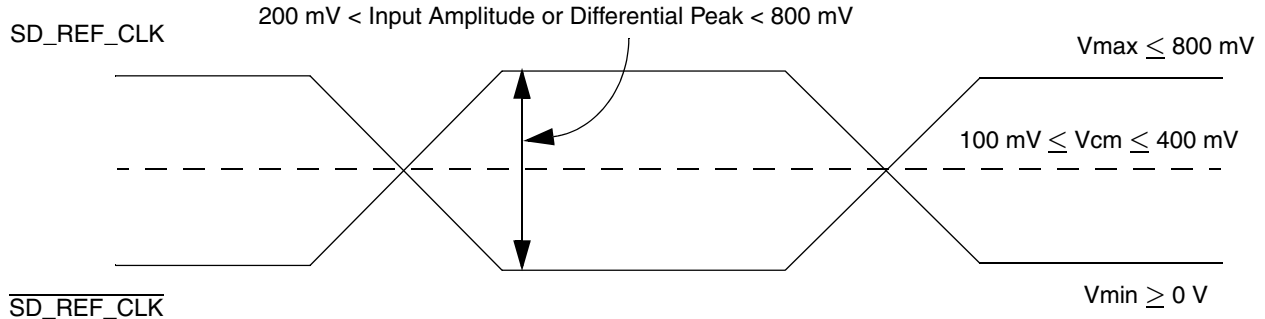 200 mV < Input Amplitude or Differential Peak < 800 mV
SD_REF_CLK
Vmax ≤ 800 mV
100 mV ≤ Vcm ≤ 400 mV
Vmin ≥ 0 V
S̅D̅_̅R̅E̅F̅_̅C̅L̅K̅